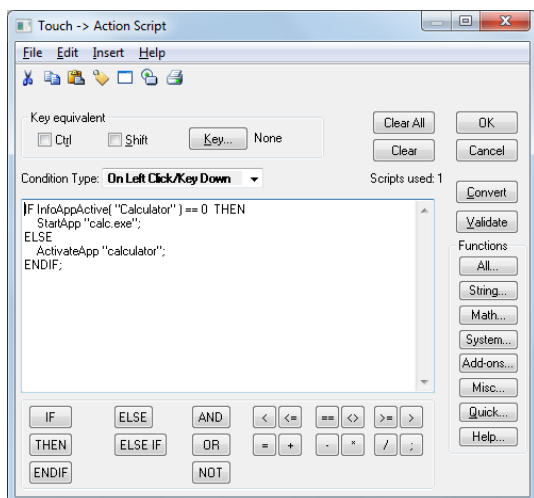 Touch -> Action Script
File Edit Insert Help
Key equivalent
Ctrl Shift Key... None
Clear All
OK
Clear
Cancel
Condition Type: On Left Click/Key Down
Scripts used: 1
Convert
Validate
IF InfoAppActive( "Calculator" ) == 0 THEN
StartApp "calc.exe";
ELSE
ActivateApp "calculator";
ENDIF;
Functions
All...
String...
Math...
System...
Add-ons...
Misc...
Quick...
Help...
IF ELSE AND < <= == <> >= >
THEN ELSE IF OR = + - * / ;
ENDIF NOT